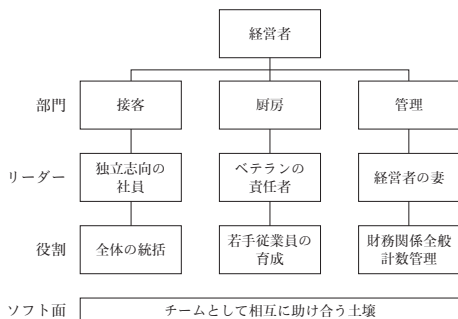 経営者
部門
接客
厨房
管理
リーダー
独立志向の
社員
ベテランの
責任者
経営者の妻
役割
全体の統括
若手従業員の
育成
財務関係全般
計数管理
ソフト面
チームとして相互に助け合う土壌